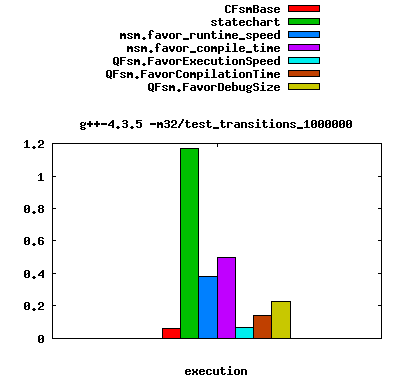 CFsmBase
statechart
msm.favor_runtime_speed
msm.favor_compile_time
QFsm.FavorExecutionSpeed
QFsm.FavorCompilationTime
QFsm.FavorDebugSize
g++-4.3.5 -m32/test_transitions_1000000
1.2
1
0.8
0.6
0.4
0.2
0
execution